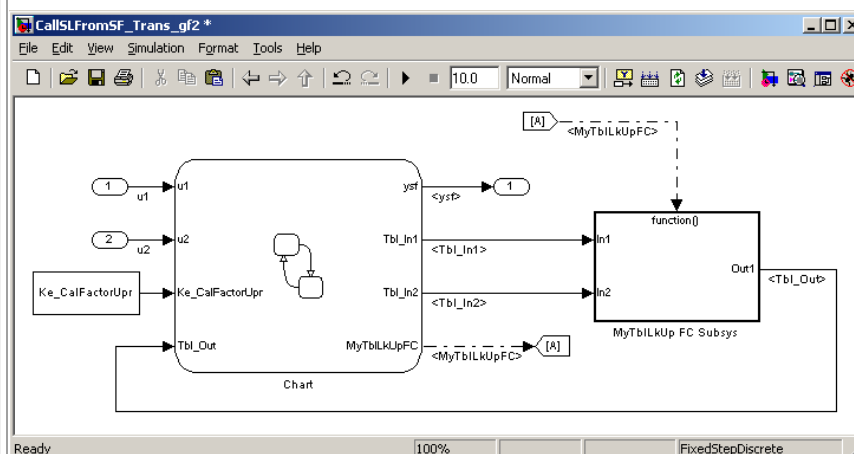 CallSLFromSF_Trans_gf2 *
File Edit View Simulation Format Tools Help
10.0 Normal
[A]
<MyTblLkUpFC>
1
u1
u1
ysf
<ysf>
1
function()
2
u2
u2
Tbl_In1
<Tbl_In1>
In1
Out1
<Tbl_Out>
Ke_CalFactorUpr
Ke_CalFactorUpr
Tbl_In2
<Tbl_In2>
In2
MyTblLkUp FC Subsys
Tbl_Out
MyTblLkUpFC
<MyTblLkUpFC>
[A]
Chart
Ready 100% FixedStepDiscrete